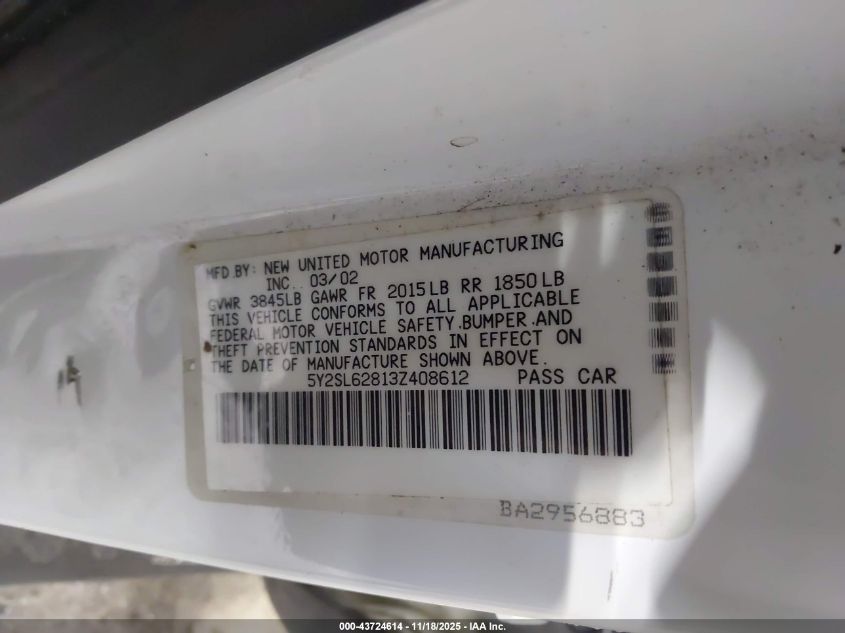 MFD.BY: NEW UNITED MOTOR MANUFACTURING
INC. 03/02
GVWR 3845LB GAWR FR 2015LB RR 1850LB
THIS VEHICLE CONFORMS TO ALL APPLICABLE
FEDERAL MOTOR VEHICLE SAFETY,BUMPER,AND
THEFT PREVENTION STANDARDS IN EFFECT ON
THE DATE OF MANUFACTURE SHOWN ABOVE.
5Y2SL62813Z408612 PASS CAR
BA2956883
000-43724614 - 11/18/2025 - IAA Inc.